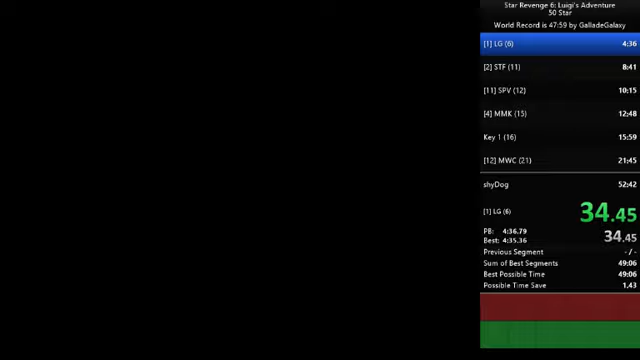 Star Revenge 6: Luigi's Adventure
50 Star
World Record is 47:59 by GalladeGalaxy
[1] LG (6) 4:36
[2] STF (11) 8:41
[11] SPV (12) 10:15
[4] MMK (15) 12:48
Key 1 (16) 15:59
[12] MWC (21) 21:45
shyDog 52:42
[1] LG (6) 34.45
PB: 4:36.79
Best: 4:35.36 34.45
Previous Segment - / -
Sum of Best Segments 49:06
Best Possible Time 49:06
Possible Time Save 1.43